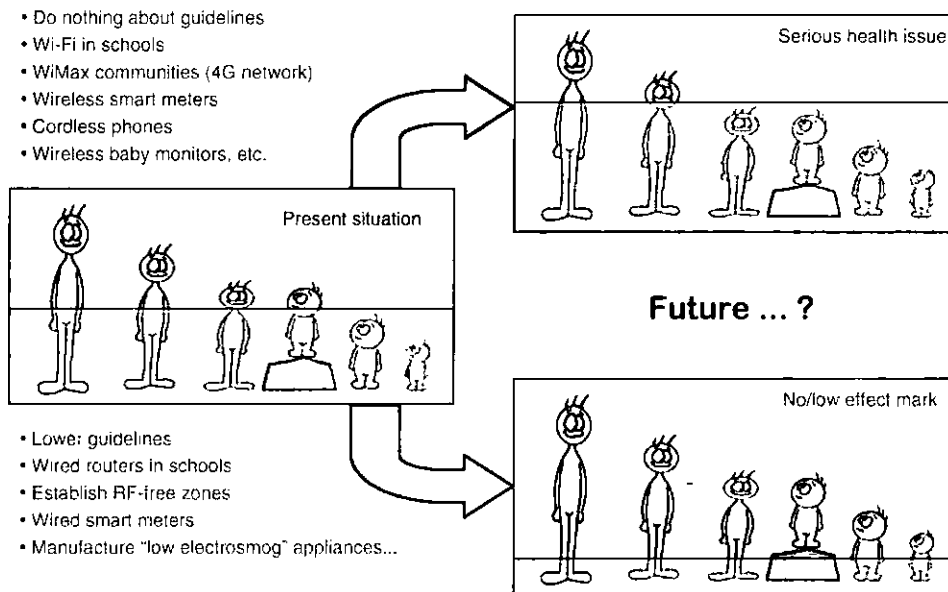 • Do nothing about guidelines
• Wi-Fi in schools
• WiMax communities (4G network)
• Wireless smart meters
• Cordless phones
• Wireless baby monitors, etc.
Serious health issue
Present situation
Future ... ?
No/low effect mark
• Lower guidelines
• Wired routers in schools
• Establish RF-free zones
• Wired smart meters
• Manufacture "low electrosmog" appliances...